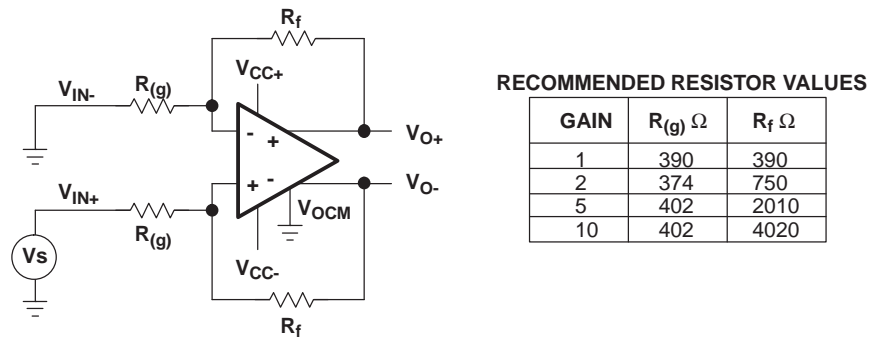 Rf
VCC+
R(g)
VIN-
- +
VO+
VO-
+ -
VIN+
VOCM
R(g)
Vs
VCC-
Rf
RECOMMENDED RESISTOR VALUES
GAIN R(g) Ω Rf Ω
1 390 390
2 374 750
5 402 2010
10 402 4020